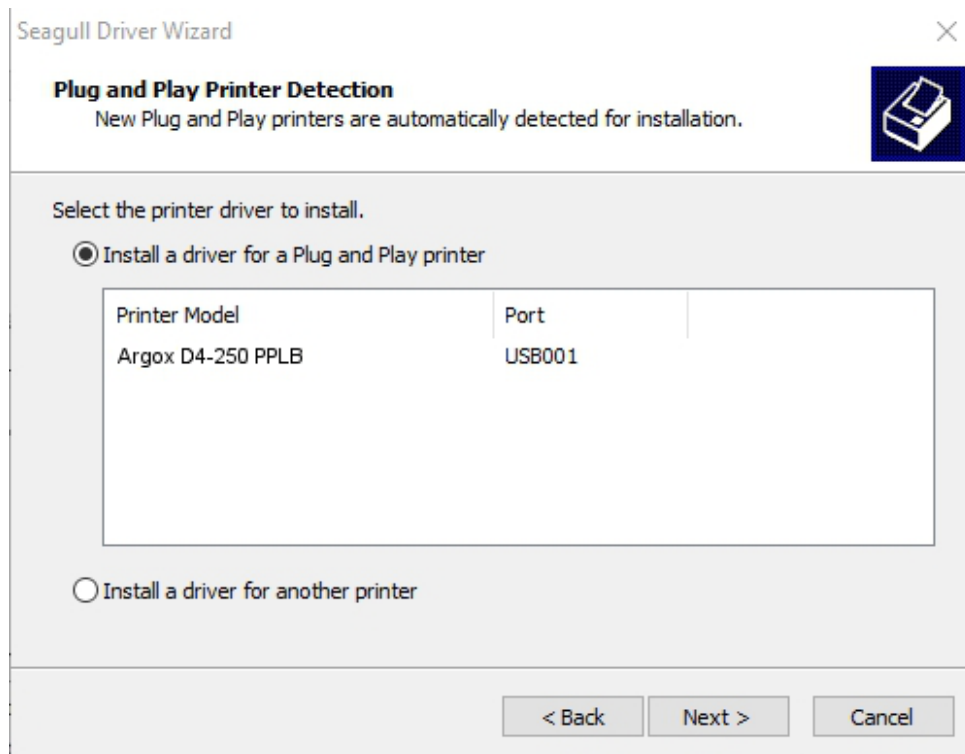 Seagull Driver Wizard
Plug and Play Printer Detection
New Plug and Play printers are automatically detected for installation.
Select the printer driver to install.
Install a driver for a Plug and Play printer
Printer Model Port
Argox D4-250 PPLB USB001
Install a driver for another printer
< Back Next > Cancel